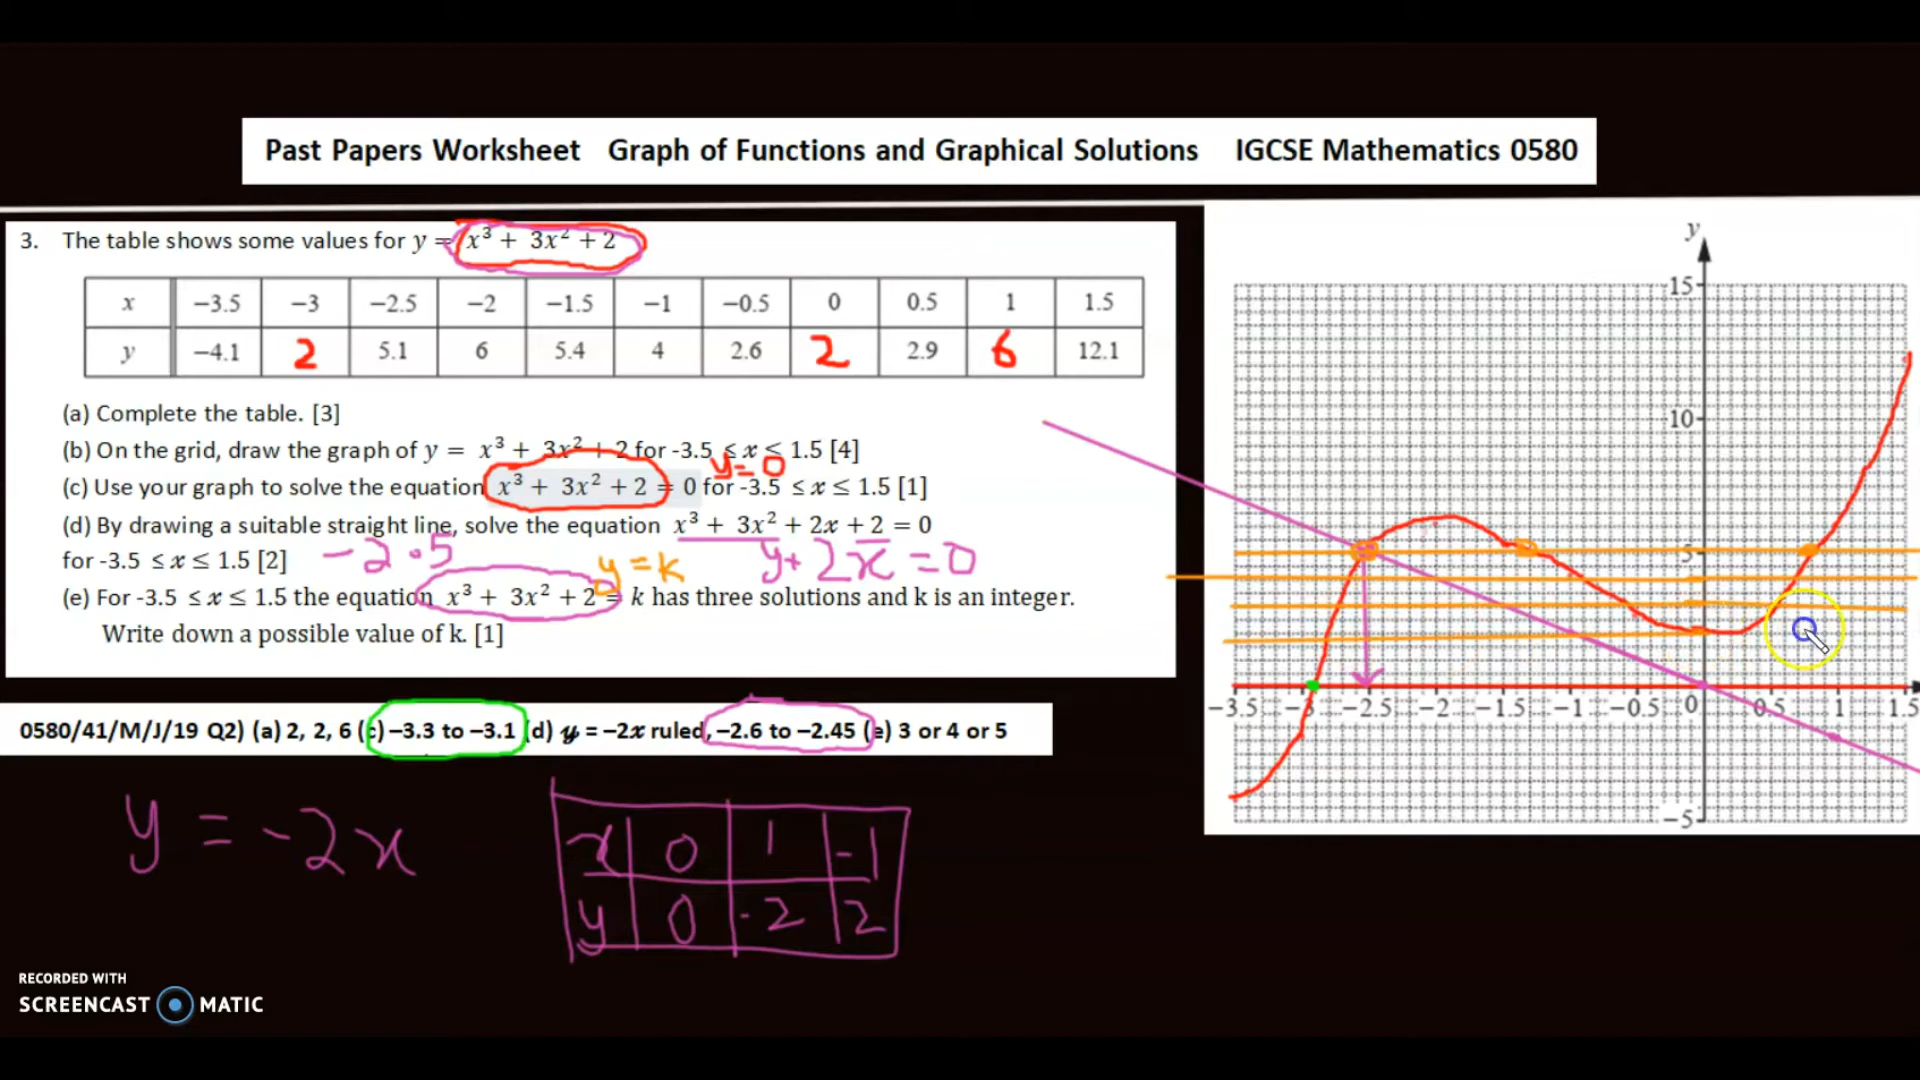 Past Papers Worksheet Graph of Functions and Graphical Solutions IGCSE Mathematics 0580
3. The table shows some values for y = x³ + 3x² + 2
x −3.5 −3 −2.5 −2 −1.5 −1 −0.5 0 0.5 1 1.5
y −4.1 2 5.1 6 5.4 4 2.6 2 2.9 6 12.1
(a) Complete the table. [3]
(b) On the grid, draw the graph of y = x³ + 3x² + 2 for -3.5 ≤ x ≤ 1.5 [4]
y=0
(c) Use your graph to solve the equation x³ + 3x² + 2 = 0 for -3.5 ≤ x ≤ 1.5 [1]
(d) By drawing a suitable straight line, solve the equation x³ + 3x² + 2x + 2 = 0
for -3.5 ≤ x ≤ 1.5 [2] −2.5 y=k y+2x=0
(e) For -3.5 ≤ x ≤ 1.5 the equation x³ + 3x² + 2 = k has three solutions and k is an integer.
Write down a possible value of k. [1]
0580/41/M/J/19 Q2) (a) 2, 2, 6 (c) −3.3 to −3.1 (d) y = −2x ruled, −2.6 to −2.45 (e) 3 or 4 or 5
y = -2x
x 0 1 -1
y 0 -2 2
y
15
10
5
−3.5 −3 −2.5 −2 −1.5 −1 −0.5 0 0.5 1 1.5
−5
RECORDED WITH
SCREENCAST MATIC